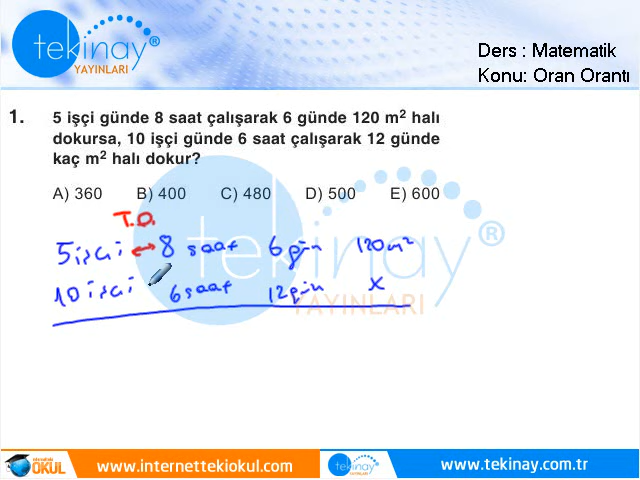 tekinay®
YAYINLARI
Ders : Matematik
Konu: Oran Orantı
1. 5 işçi günde 8 saat çalışarak 6 günde 120 m² halı
dokursa, 10 işçi günde 6 saat çalışarak 12 günde
kaç m² halı dokur?
A) 360 B) 400 C) 480 D) 500 E) 600
T.O.
5 işçi ↔ 8 saat 6 gün 120 m²
10 işçi 6 saat 12 gün x
tekinay®
YAYINLARI
OKUL
www.internettekiokul.com
tekinay
www.tekinay.com.tr